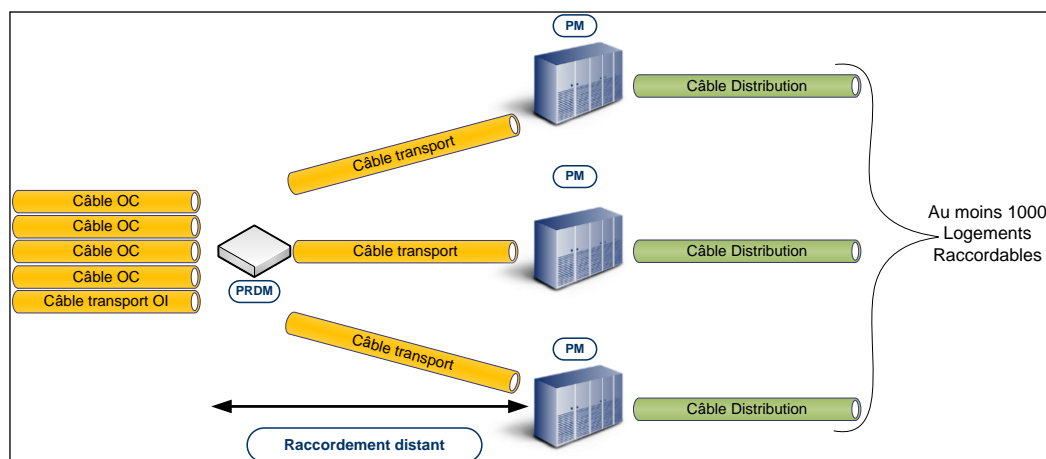 PM
Câble Distribution
Câble transport
Câble OC
Câble OC
Câble OC
Câble OC
Câble transport OI
PRDM
Câble transport
PM
Câble Distribution
Au moins 1000
Logements
Raccordables
Câble transport
PM
Câble Distribution
Raccordement distant